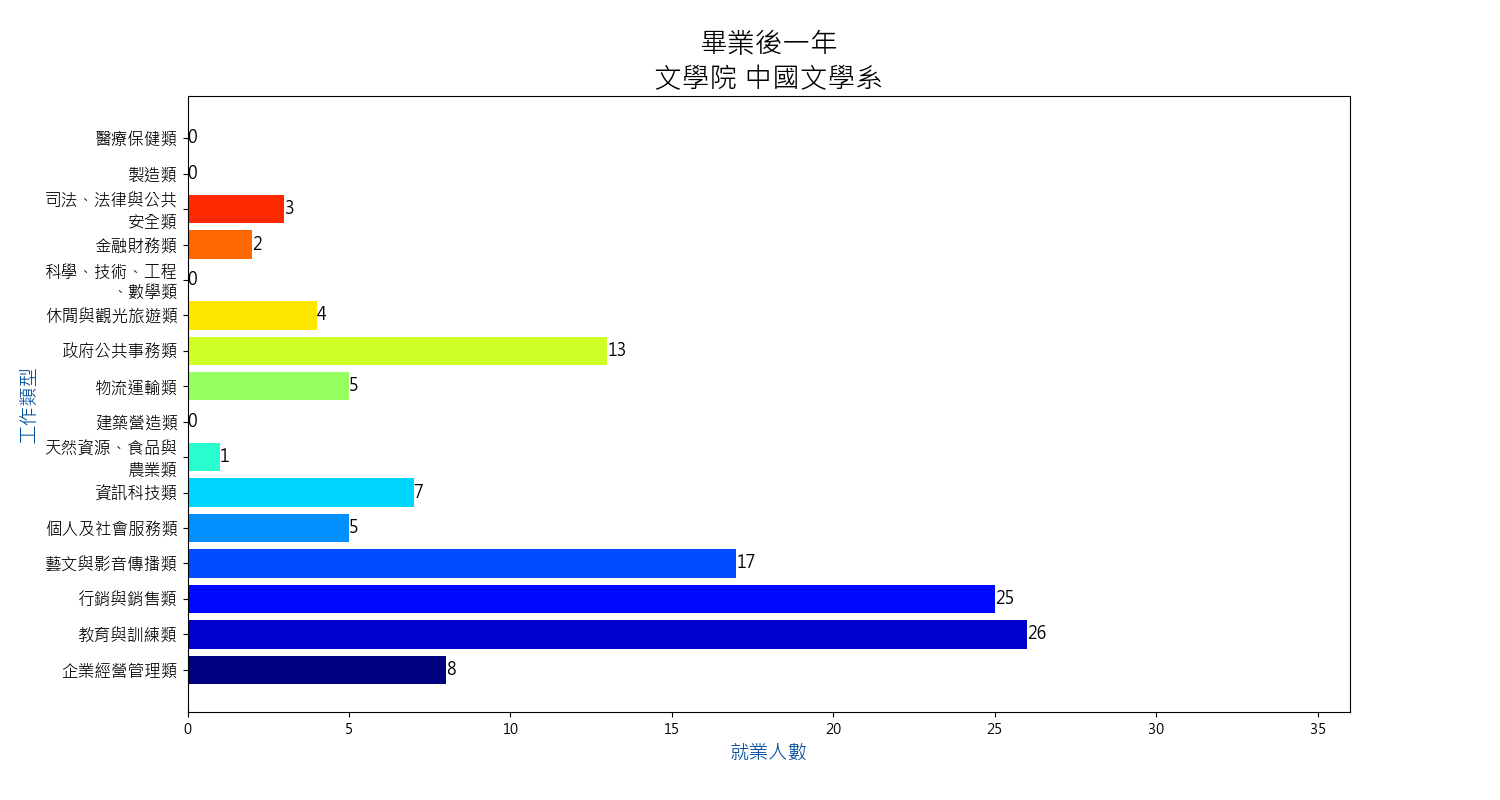 畢業後一年
文學院 中國文學系
醫療保健類
0
製造類
0
司法、法律與公共
安全類
3
金融財務類
2
科學、技術、工程
、數學類
0
休閒與觀光旅遊類
4
政府公共事務類
13
物流運輸類
5
建築營造類
0
天然資源、食品與
農業類
1
資訊科技類
7
個人及社會服務類
5
藝文與影音傳播類
17
行銷與銷售類
25
教育與訓練類
26
企業經營管理類
8
工作類型
0 5 10 15 20 25 30 35
就業人數